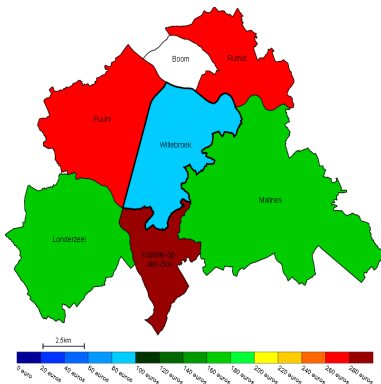 Boom
Rumst
Puurs
Willebroek
Malines
Londerzeel
Kapelle-op-
den-Bos
2.5km
0 euro
20 euros
40 euros
60 euros
80 euros
100 euros
120 euros
140 euros
160 euros
180 euros
200 euros
220 euros
240 euros
260 euros
280 euros